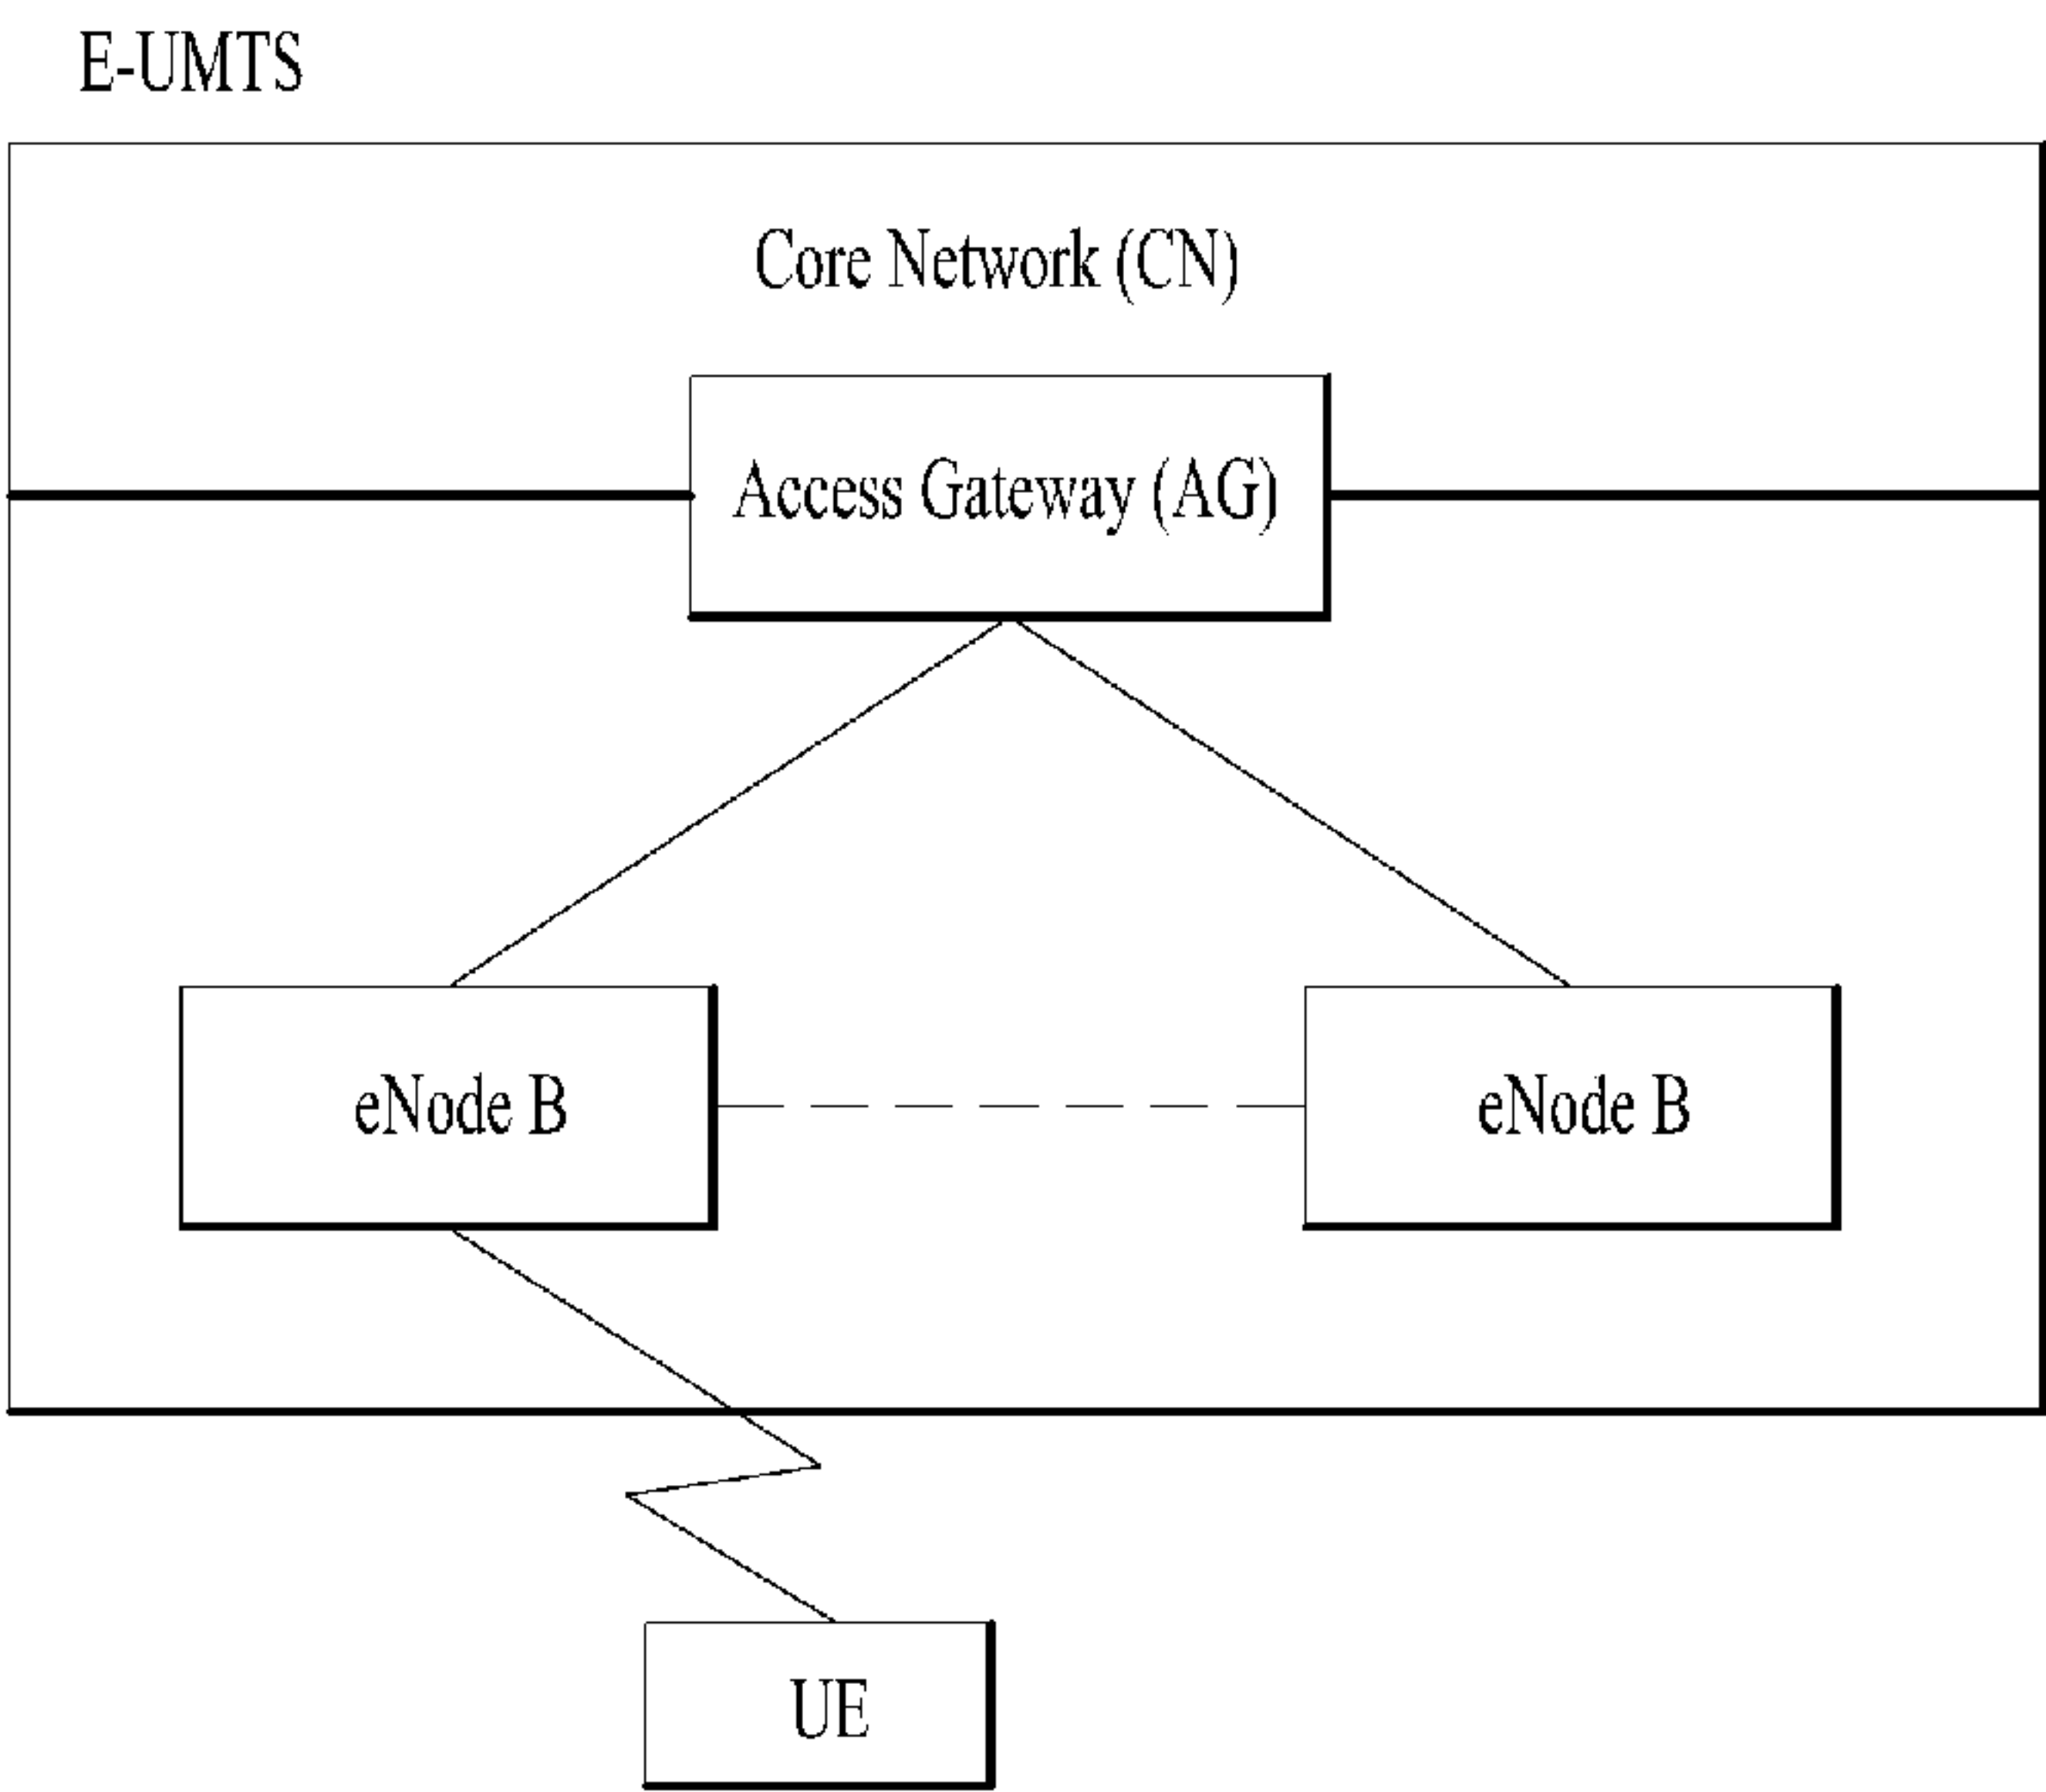 E-UMTS
Core Network (CN)
Access Gateway (AG)
eNode B
eNode B
UE